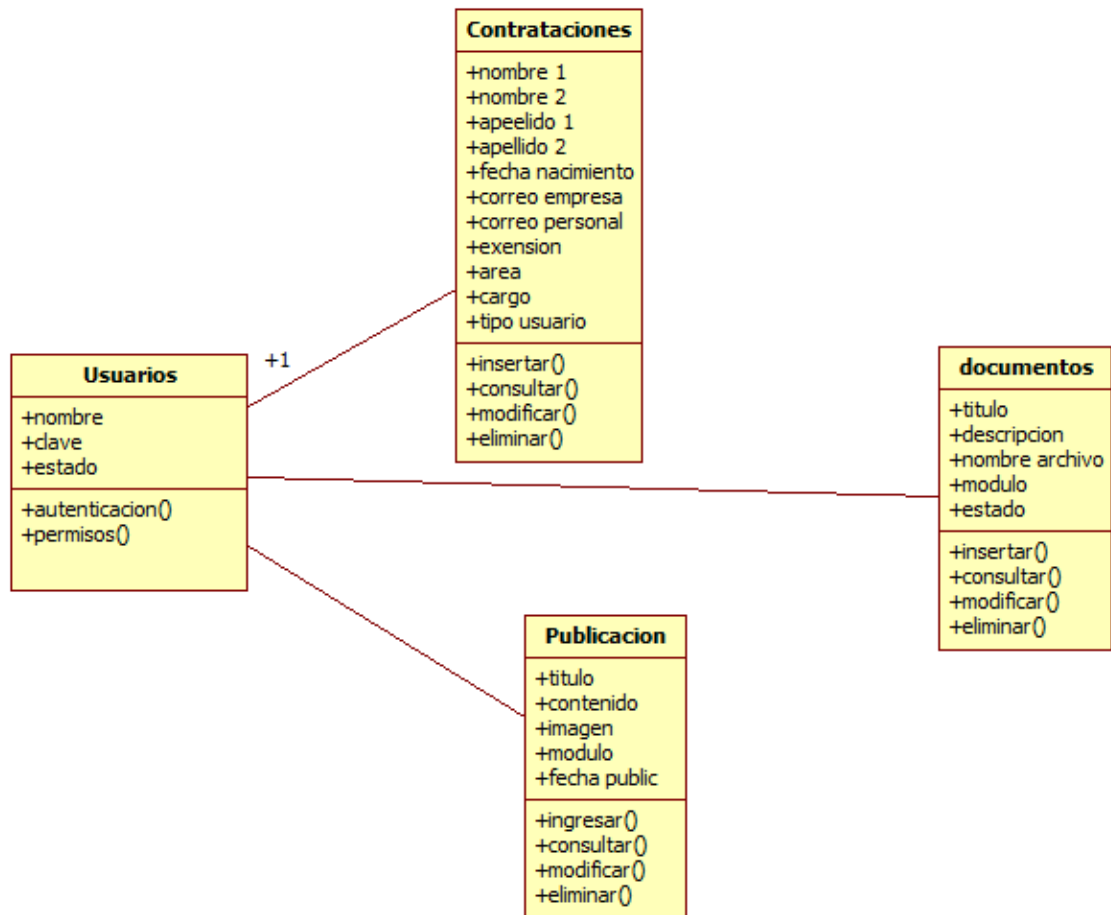 Contrataciones
+nombre 1
+nombre 2
+apeelido 1
+apellido 2
+fecha nacimiento
+correo empresa
+correo personal
+exension
+area
+cargo
+tipo usuario
+insertar()
+consultar()
+modificar()
+eliminar()
+1
Usuarios
+nombre
+clave
+estado
+autenticacion()
+permisos()
documentos
+titulo
+descripcion
+nombre archivo
+modulo
+estado
+insertar()
+consultar()
+modificar()
+eliminar()
Publicacion
+titulo
+contenido
+imagen
+modulo
+fecha public
+ingresar()
+consultar()
+modificar()
+eliminar()